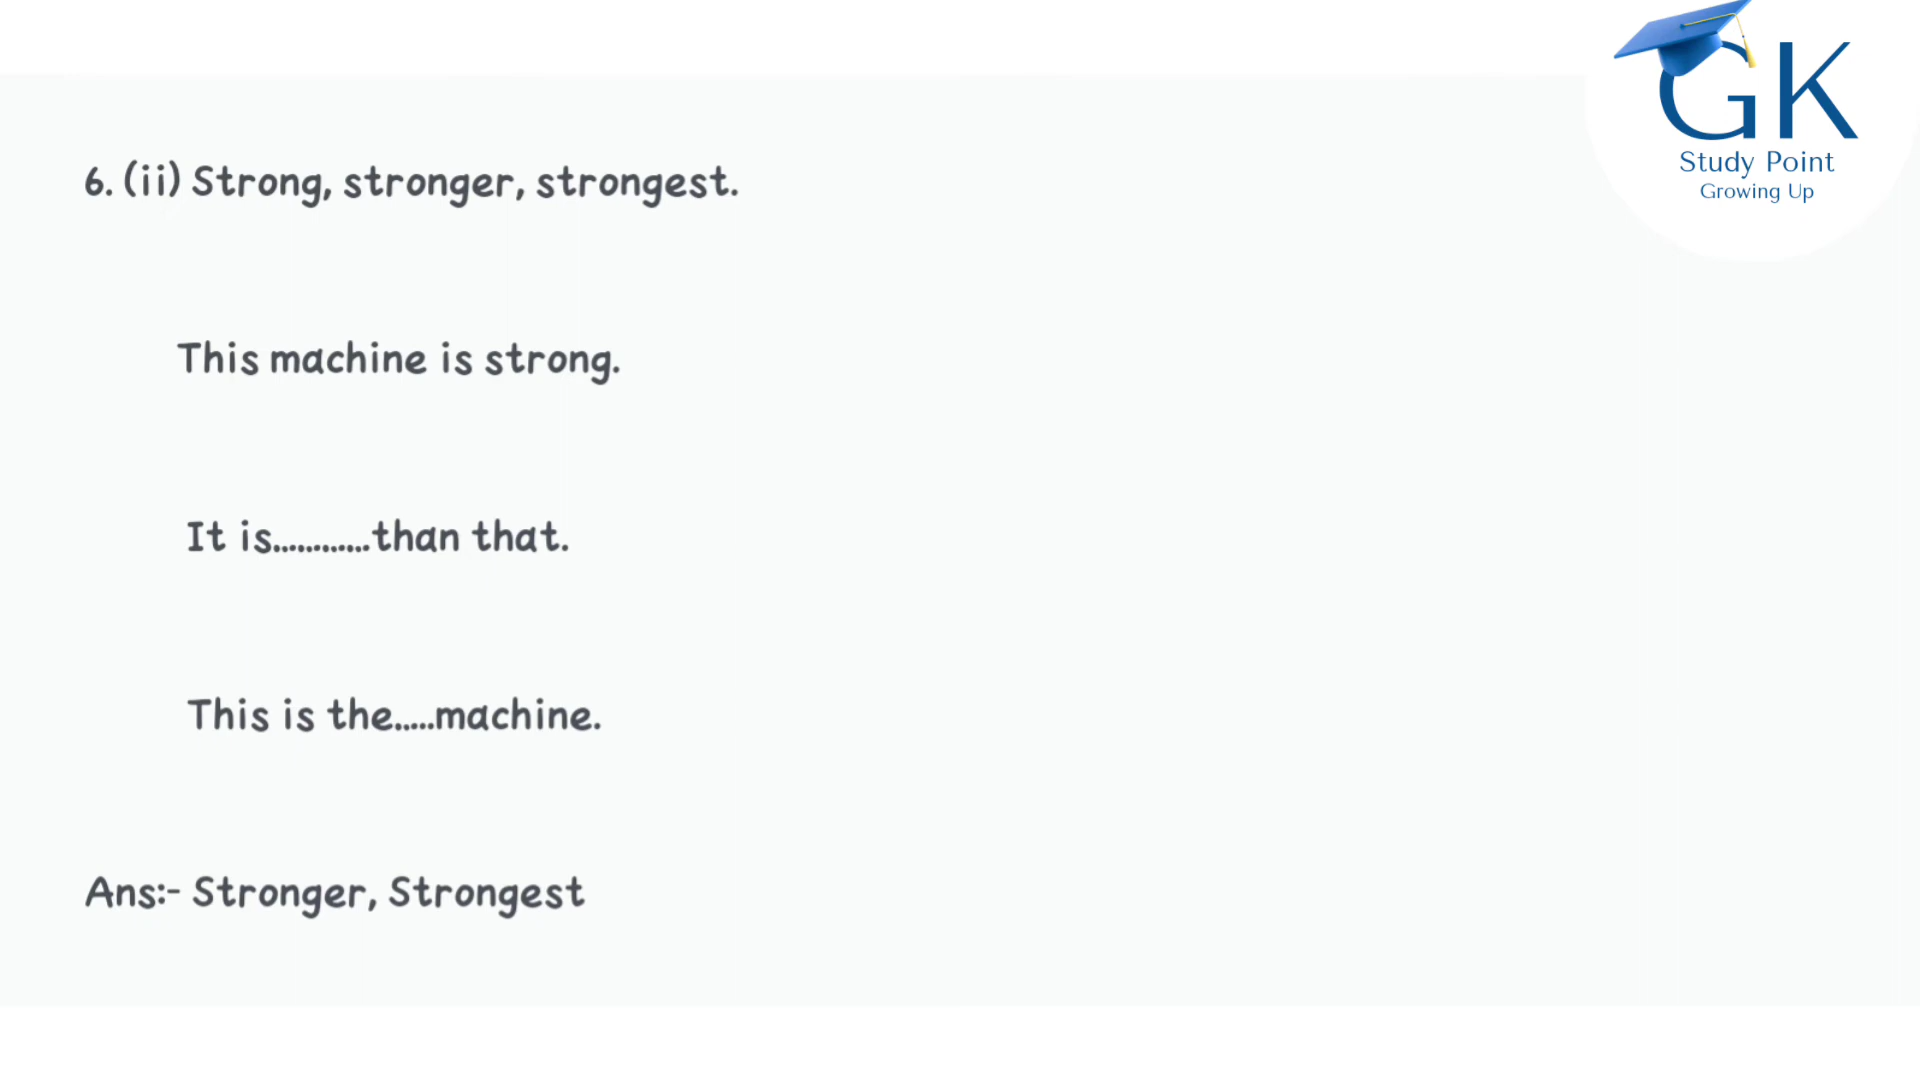 GK
Study Point
Growing Up
6. (ii) Strong, stronger, strongest.
This machine is strong.
It is............than that.
This is the.....machine.
Ans:- Stronger, Strongest